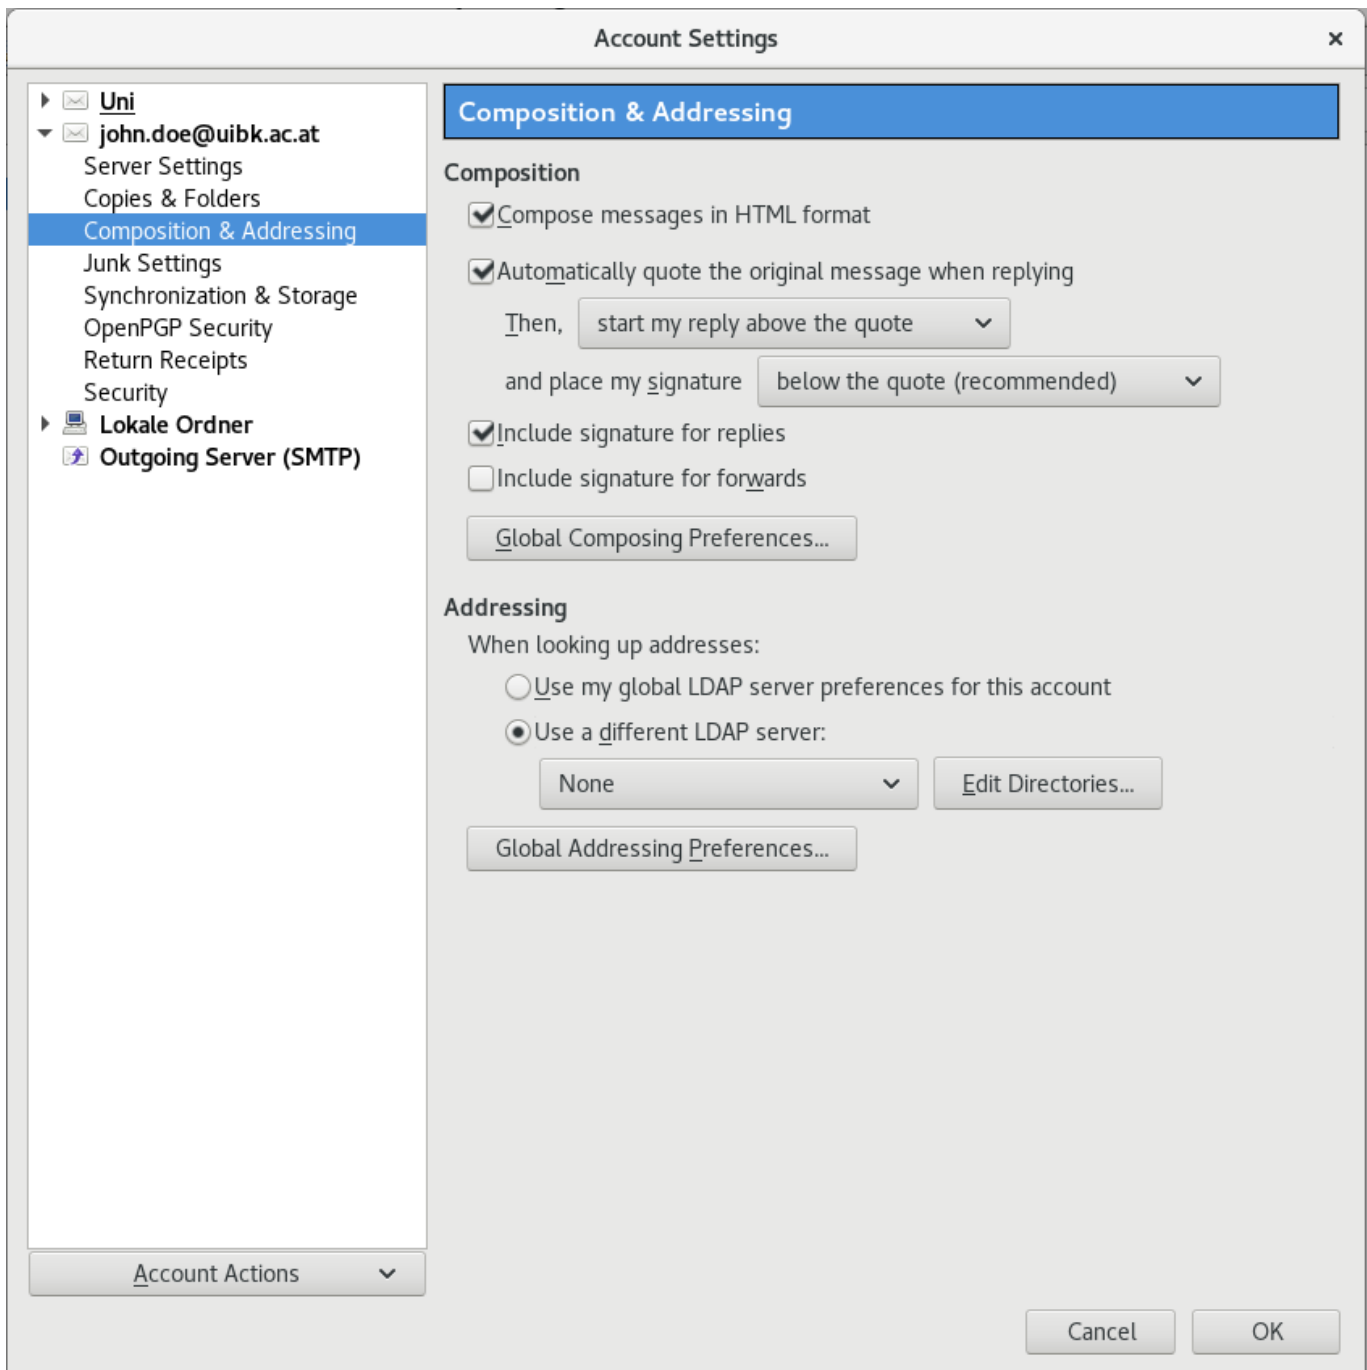 Account Settings
Uni
john.doe@uibk.ac.at
Server Settings
Copies & Folders
Composition & Addressing
Junk Settings
Synchronization & Storage
OpenPGP Security
Return Receipts
Security
Lokale Ordner
Outgoing Server (SMTP)
Account Actions
Composition & Addressing
Composition
Compose messages in HTML format
Automatically quote the original message when replying
Then, start my reply above the quote
and place my signature below the quote (recommended)
Include signature for replies
Include signature for forwards
Global Composing Preferences...
Addressing
When looking up addresses:
Use my global LDAP server preferences for this account
Use a different LDAP server:
None Edit Directories...
Global Addressing Preferences...
Cancel OK